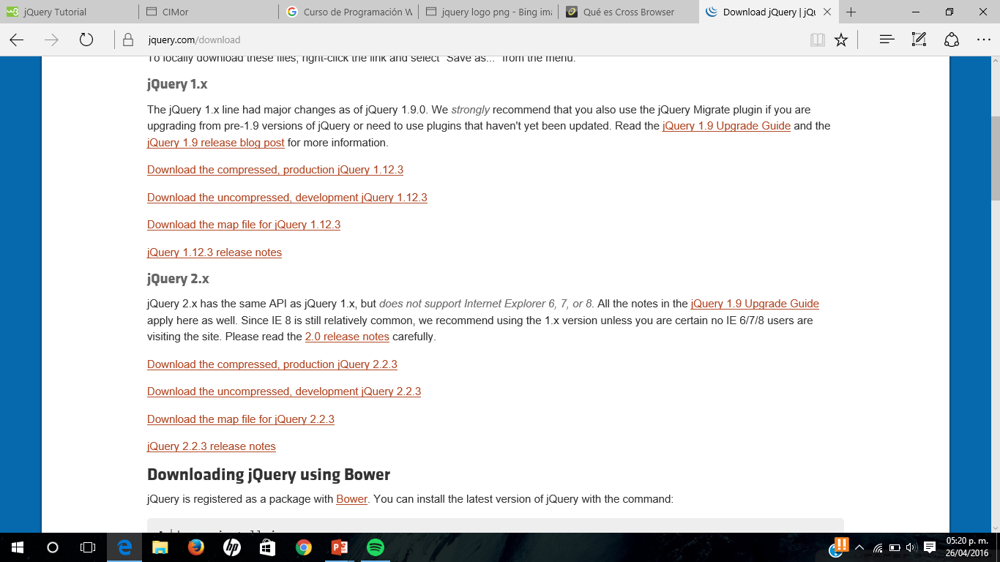 jQuery Tutorial
CIMor
Curso de Programación W
jquery logo png - Bing ima
Qué es Cross Browser
Download jQuery | jQu
jquery.com/download
To locally download these files, right-click the link and select "Save as..." from the menu.
jQuery 1.x
The jQuery 1.x line had major changes as of jQuery 1.9.0. We strongly recommend that you also use the jQuery Migrate plugin if you are
upgrading from pre-1.9 versions of jQuery or need to use plugins that haven't yet been updated. Read the jQuery 1.9 Upgrade Guide and the
jQuery 1.9 release blog post for more information.
Download the compressed, production jQuery 1.12.3
Download the uncompressed, development jQuery 1.12.3
Download the map file for jQuery 1.12.3
jQuery 1.12.3 release notes
jQuery 2.x
jQuery 2.x has the same API as jQuery 1.x, but does not support Internet Explorer 6, 7, or 8. All the notes in the jQuery 1.9 Upgrade Guide
apply here as well. Since IE 8 is still relatively common, we recommend using the 1.x version unless you are certain no IE 6/7/8 users are
visiting the site. Please read the 2.0 release notes carefully.
Download the compressed, production jQuery 2.2.3
Download the uncompressed, development jQuery 2.2.3
Download the map file for jQuery 2.2.3
jQuery 2.2.3 release notes
Downloading jQuery using Bower
jQuery is registered as a package with Bower. You can install the latest version of jQuery with the command:
05:20 p. m.
26/04/2016